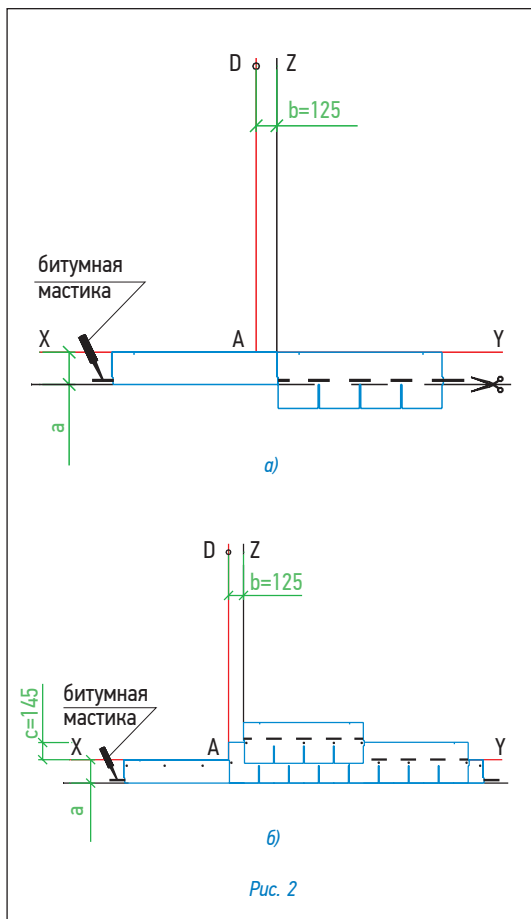 D Z
b=125
битумная
мастика
X A Y
a
а)
D Z
b=125
c=145
битумная
мастика
X A Y
a
б)
Рис. 2